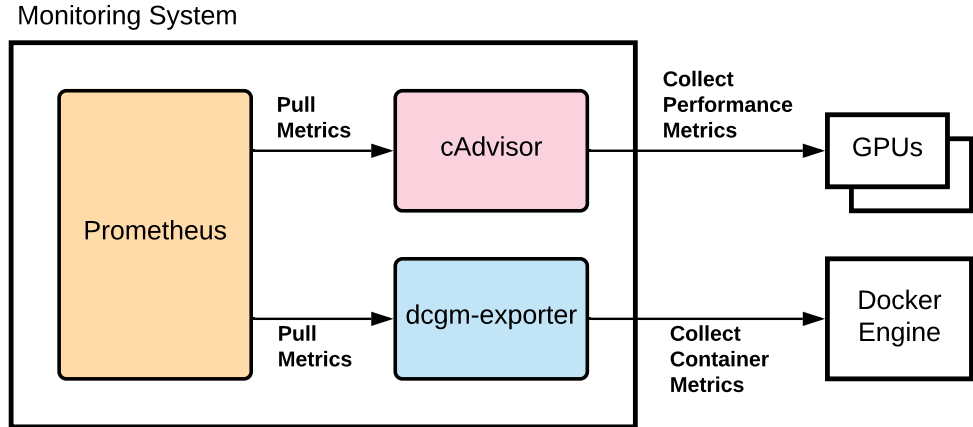 Monitoring System
Prometheus
Pull
Metrics
cAdvisor
Collect
Performance
Metrics
GPUs
Pull
Metrics
dcgm-exporter
Collect
Container
Metrics
Docker
Engine